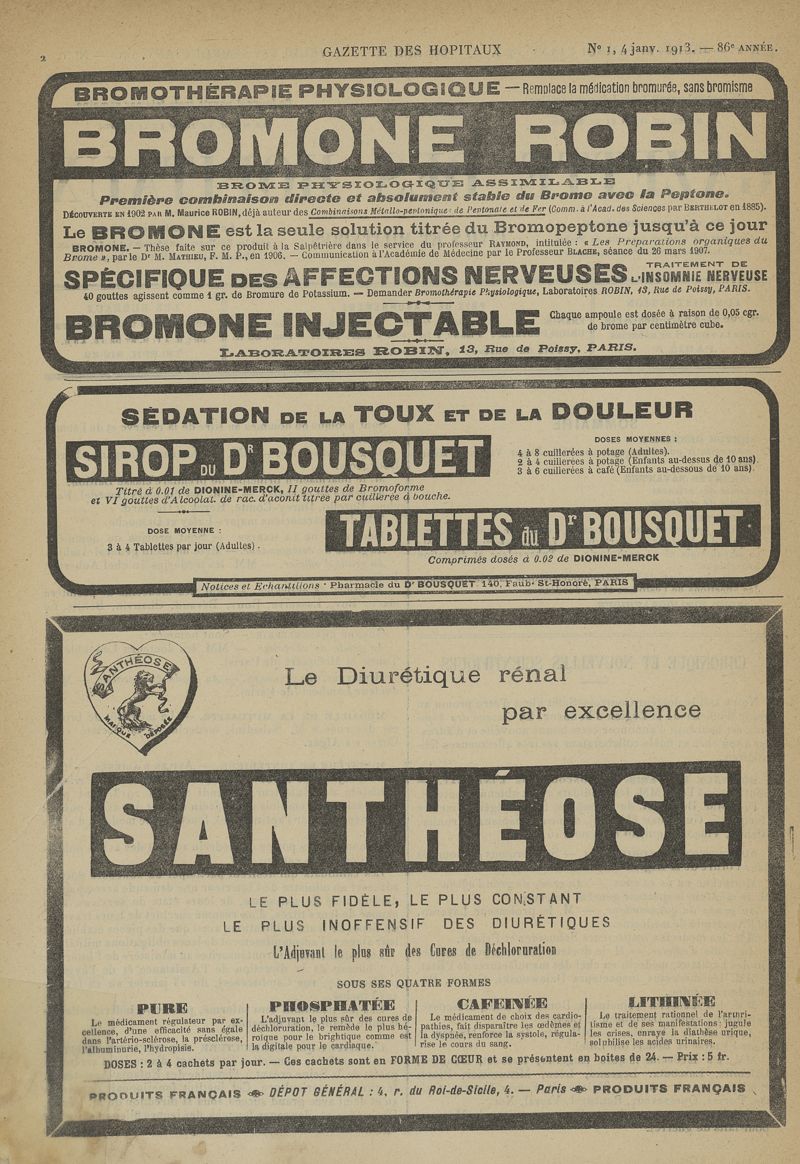 2
GAZETTE DES HOPITAUX
N° 1, 4 janv. 1913. — 86e ANNÉE.
BROMOTHÉRAPIE PHYSIOLOGIQUE — Remplace la médication bromurée, sans bromisme
BROMONE ROBIN
BROME PHYSIOLOGIQUE ASSIMILABLE
Première combinaison directe et absolument stable du Brome avec la Peptone.
DÉCOUVERTE EN 1902 PAR M. Maurice ROBIN, déjà auteur des Combinaisons Métallo-peptonique de Peptonate et de Fer (Comm. à l'Acad. des Sciences par BERTHELOT en 1885).
Le BROMONE est la seule solution titrée du Bromopeptone jusqu'à ce jour
BROMONE. — Thèse faite sur ce produit à la Salpêtrière dans le service du professeur RAYMOND, intitulée : « Les Preparations organiques du
Brome », par le Dr M. MATHIEU, F. M. P., en 1906. — Communication à l'Académie de Médecine par le Professeur BLACHE, séance du 26 mars 1907.
SPÉCIFIQUE DES AFFECTIONS NERVEUSES
TRAITEMENT DE
L'INSOMNIE NERVEUSE
40 gouttes agissent comme 1 gr. de Bromure de Potassium. — Demander Bromothérapie Physiologique, Laboratoires ROBIN, 13, Rue de Poissy, PARIS.
BROMONE INJECTABLE
Chaque ampoule est dosée à raison de 0,05 cgr.
de brome par centimètre cube.
LABORATOIRES ROBIN, 13, Rue de Poissy, PARIS.
SÉDATION DE LA TOUX ET DE LA DOULEUR
SIROP DU Dr BOUSQUET
DOSES MOYENNES :
4 à 8 cuillerées à potage (Adultes).
2 à 4 cuillerées à potage (Enfants au-dessus de 10 ans).
3 à 6 cuillerées à café (Enfants au-dessous de 10 ans).
Titré à 0.01 de DIONINE-MERCK, II gouttes de Bromoforme
et VI gouttes d'Alcoolat. de rac. d'aconit titrée par cuillerée à bouche.
DOSE MOYENNE :
3 à 4 Tablettes par jour (Adultes).
TABLETTES du Dr BOUSQUET
Comprimés dosés à 0.02 de DIONINE-MERCK
Notices et Echantillons · Pharmacie du Dr BOUSQUET 140, Faubg St-Honoré, PARIS
SANTHÉOSE
MARQUE DÉPOSÉE
Le Diurétique rénal
par excellence
SANTHÉOSE
LE PLUS FIDÈLE, LE PLUS CONSTANT
LE PLUS INOFFENSIF DES DIURÉTIQUES
L'Adjuvant le plus sûr des Cures de Déchloruration
SOUS SES QUATRE FORMES
PURE
Le médicament régulateur par ex-
cellence, d'une efficacité sans égale
dans l'artério-sclérose, la présclérose,
l'albuminurie, l'hydropisie.
PHOSPHATÉE
L'adjuvant le plus sûr des cures de
déchloruration, le remède le plus hé-
roïque pour le brightique comme est
la digitale pour le cardiaque.
CAFEINÉE
Le médicament de choix des cardio-
pathies, fait disparaître les œdèmes et
la dyspnée, renforce la systole, régula-
rise le cours du sang.
LITHINÉE
Le traitement rationnel de l'arthri-
tisme et de ses manifestations: jugule
les crises, enraye la diathèse urique,
solubilise les acides urinaires.
DOSES : 2 à 4 cachets par jour. — Ces cachets sont en FORME DE CŒUR et se présentent en boites de 24. — Prix : 5 fr.
PRODUITS FRANÇAIS DÉPOT GÉNÉRAL : 4, r. du Roi-de-Sicile, 4. — Paris PRODUITS FRANÇAIS